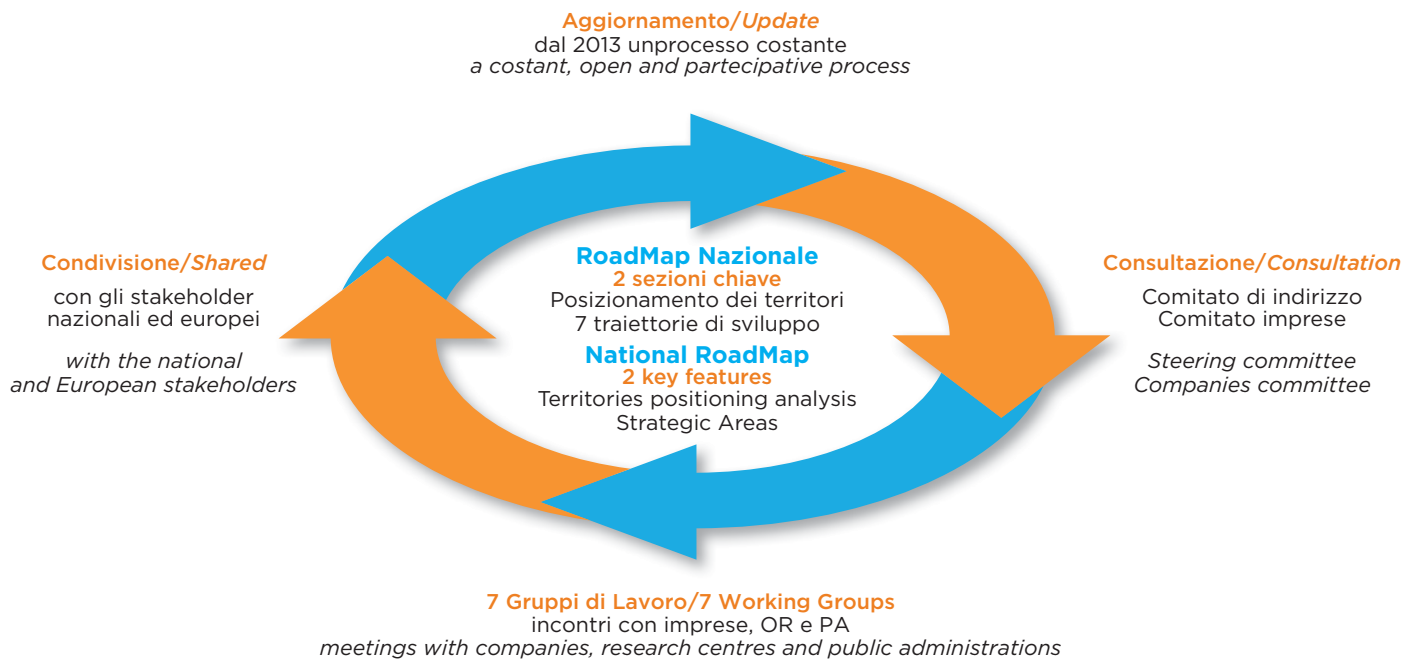 Aggiornamento/Update
dal 2013 unprocesso costante
a costant, open and partecipative process
Condivisione/Shared
con gli stakeholder
nazionali ed europei
with the national
and European stakeholders
RoadMap Nazionale
2 sezioni chiave
Posizionamento dei territori
7 traiettorie di sviluppo
National RoadMap
2 key features
Territories positioning analysis
Strategic Areas
Consultazione/Consultation
Comitato di indirizzo
Comitato imprese
Steering committee
Companies committee
7 Gruppi di Lavoro/7 Working Groups
incontri con imprese, OR e PA
meetings with companies, research centres and public administrations